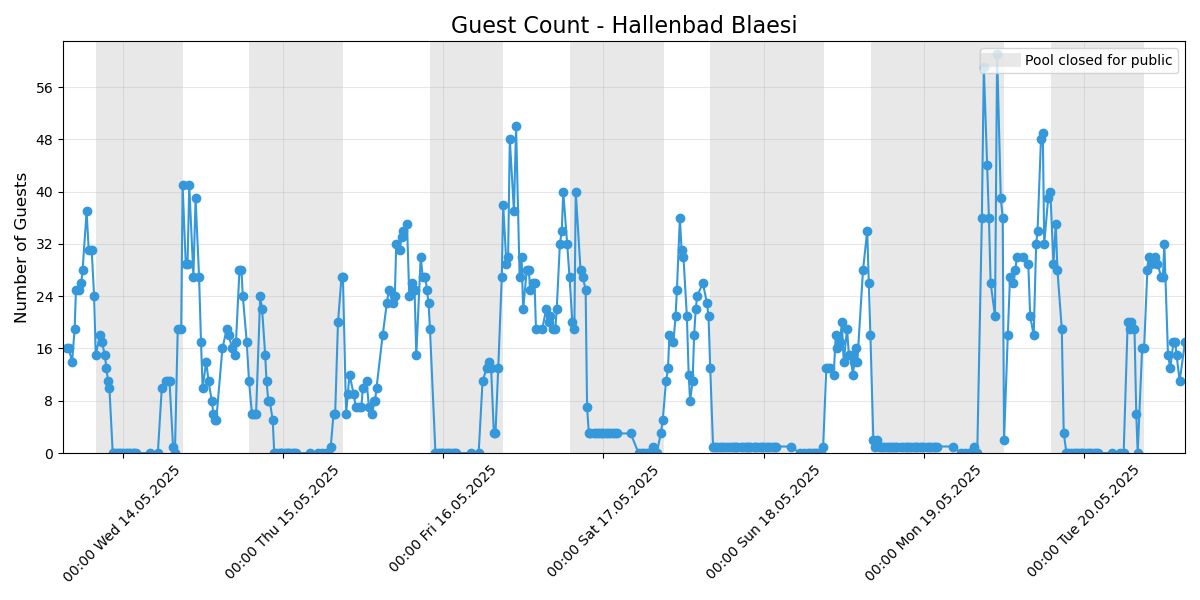 Guest Count - Hallenbad Blaesi
Pool closed for public
Number of Guests
56
48
40
32
24
16
8
0
00:00 Wed 14.05.2025
00:00 Thu 15.05.2025
00:00 Fri 16.05.2025
00:00 Sat 17.05.2025
00:00 Sun 18.05.2025
00:00 Mon 19.05.2025
00:00 Tue 20.05.2025